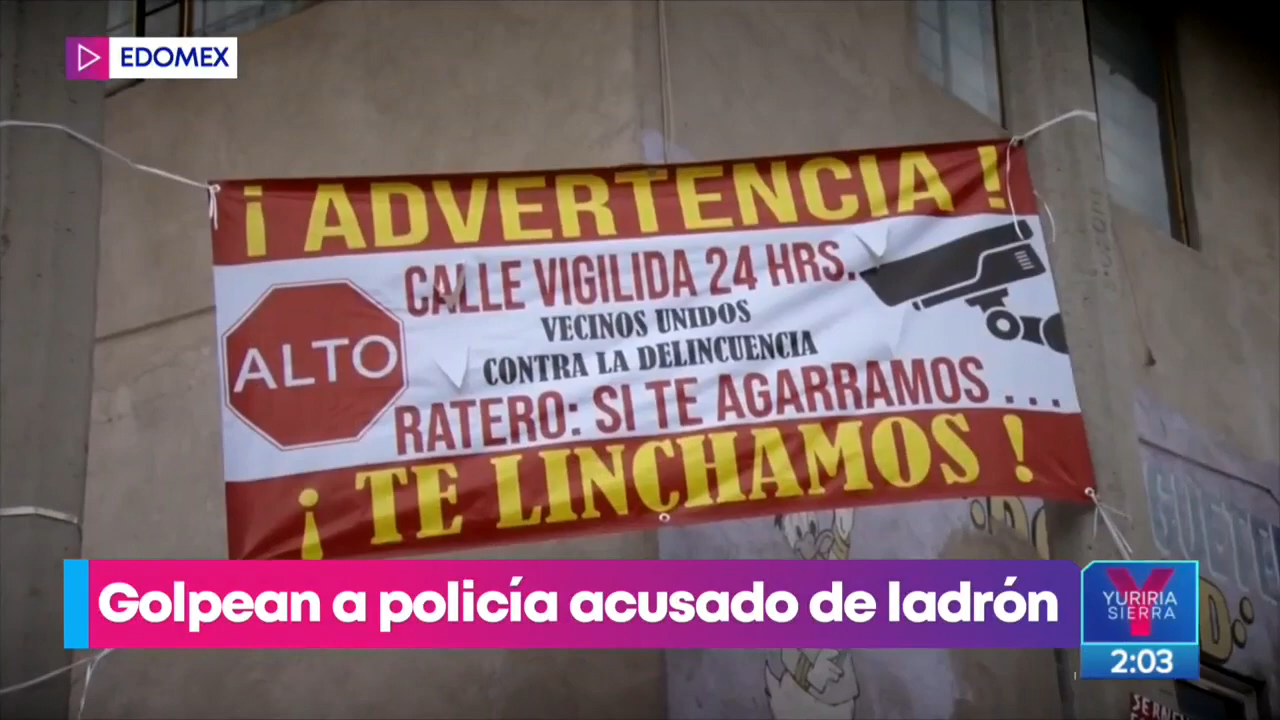 EDOMEX
¡ ADVERTENCIA !
CALLE VIGILIDA 24 HRS.
VECINOS UNIDOS
CONTRA LA DELINCUENCIA
ALTO
RATERO: SI TE AGARRAMOS ...
¡ TE LINCHAMOS !
Golpean a policía acusado de ladrón
YURIRIA
SIERRA
2:03